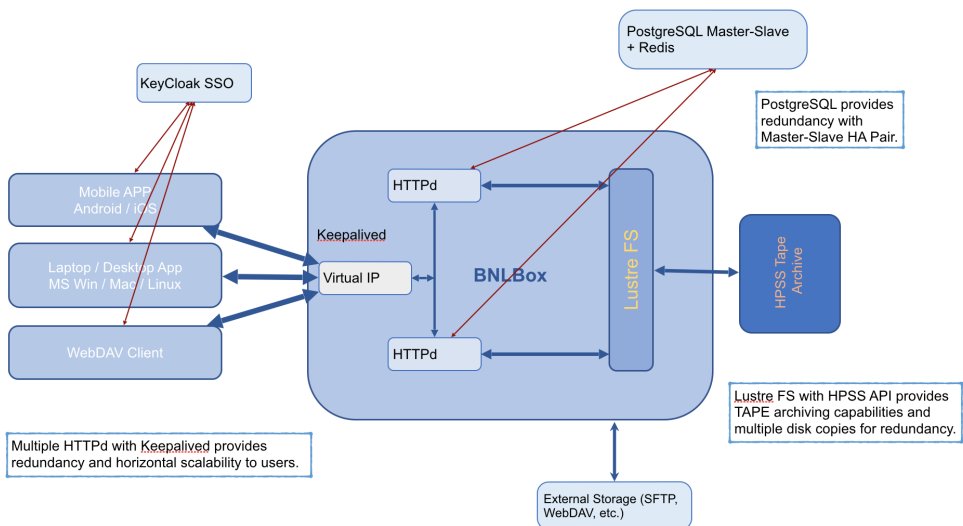 PostgreSQL Master-Slave
+ Redis
KeyCloak SSO
PostgreSQL provides
redundancy with
Master-Slave HA Pair.
Mobile APP
Android / iOS
HTTPd
Keepalived
Laptop / Desktop App
MS Win / Mac / Linux
Virtual IP
BNLBox
Lustre FS
HPSS Tape
Archive
WebDAV Client
HTTPd
Lustre FS with HPSS API provides
TAPE archiving capabilities and
multiple disk copies for redundancy.
Multiple HTTPd with Keepalived provides
redundancy and horizontal scalability to users.
External Storage (SFTP,
WebDAV, etc.)